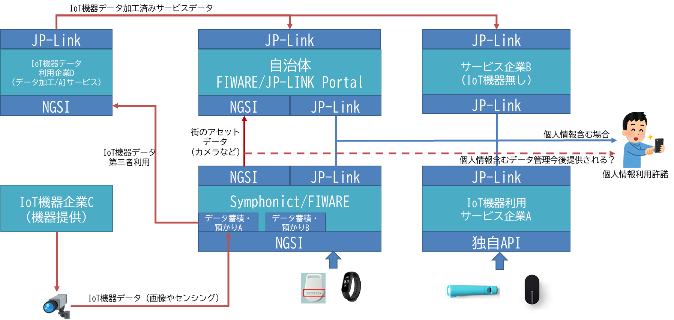 IoT機器データ加工済みサービスデータ
JP-Link
IoT機器データ
利用企業D
(データ加工/AIサービス)
NGSI
JP-Link
自治体
FIWARE/JP-LINK Portal
NGSI
JP-Link
JP-Link
サービス企業B
(IoT機器無し)
JP-Link
街のアセット
データ
(カメラなど)
IoT機器データ
第三者利用
個人情報含む場合
個人情報含むデータ管理今後提供される？
個人情報利用許諾
IoT機器企業C
(機器提供)
NGSI
JP-Link
Symphonict/FIWARE
データ蓄積・
預かりA
データ蓄積・
預かりB
NGSI
JP-Link
IoT機器利用
サービス企業A
独自API
IoT機器データ（画像やセンシング）